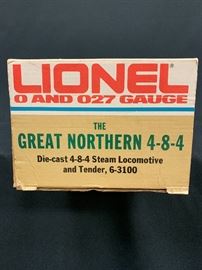 LIONEL®
O AND O27 GAUGE
THE
GREAT NORTHERN 4-8-4
Die-cast 4-8-4 Steam Locomotive
and Tender, 6-3100